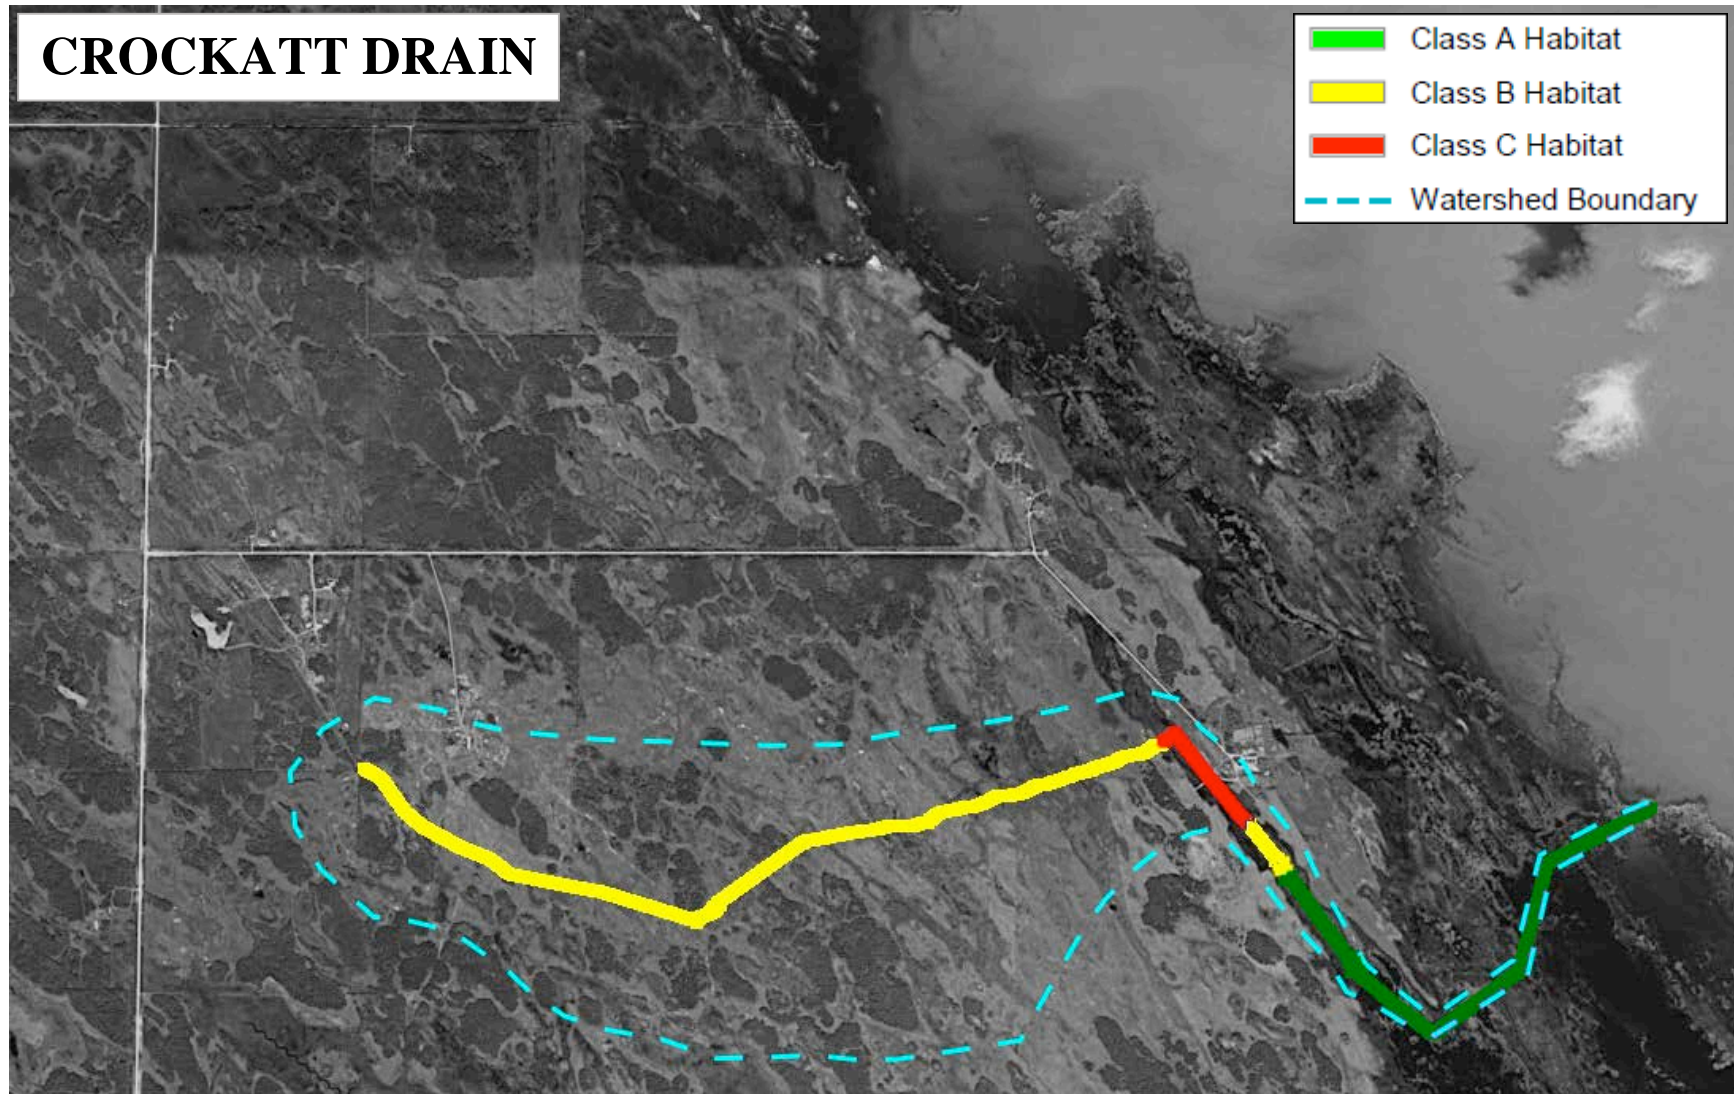 CROCKATT DRAIN
Class A Habitat
Class B Habitat
Class C Habitat
Watershed Boundary